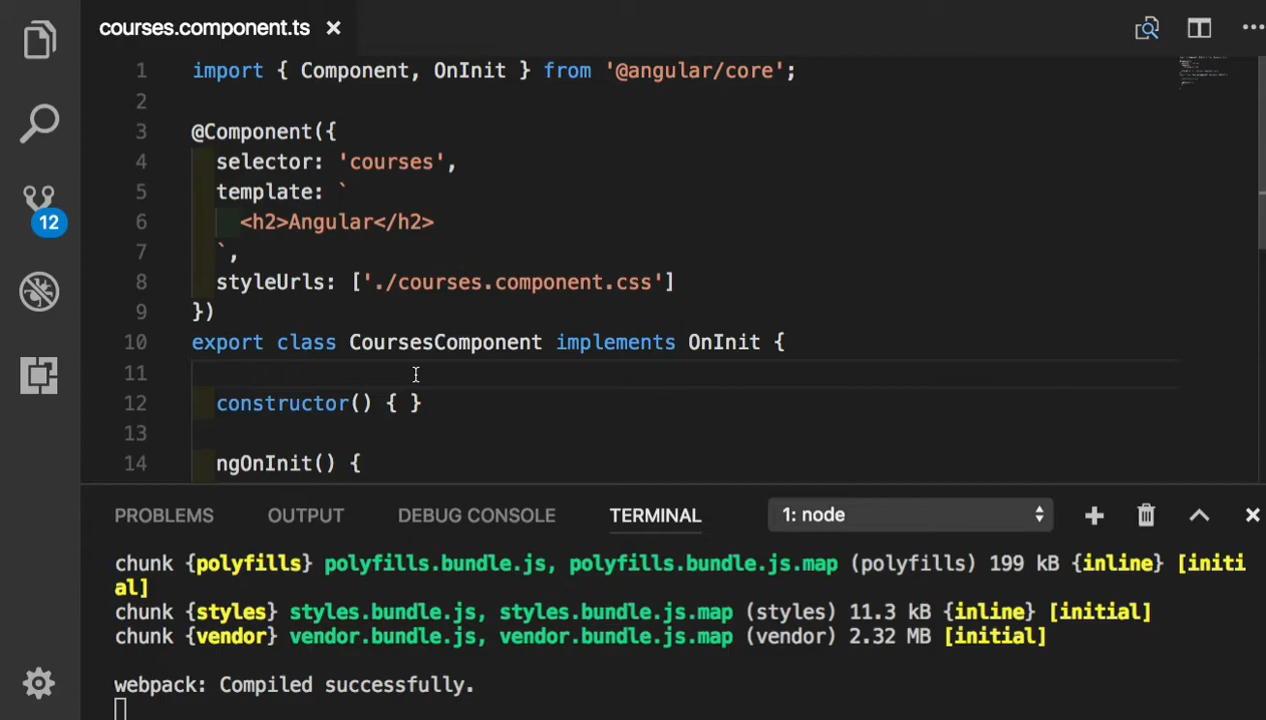 courses.component.ts ×
1 import { Component, OnInit } from '@angular/core';
2
3 @Component({
4 selector: 'courses',
5 template: `
6 <h2>Angular</h2>
7 `,
8 styleUrls: ['./courses.component.css']
9 })
10 export class CoursesComponent implements OnInit {
11
12 constructor() { }
13
14 ngOnInit() {
12
PROBLEMS OUTPUT DEBUG CONSOLE TERMINAL 1: node
chunk {polyfills} polyfills.bundle.js, polyfills.bundle.js.map (polyfills) 199 kB {inline} [initi
al]
chunk {styles} styles.bundle.js, styles.bundle.js.map (styles) 11.3 kB {inline} [initial]
chunk {vendor} vendor.bundle.js, vendor.bundle.js.map (vendor) 2.32 MB [initial]
webpack: Compiled successfully.